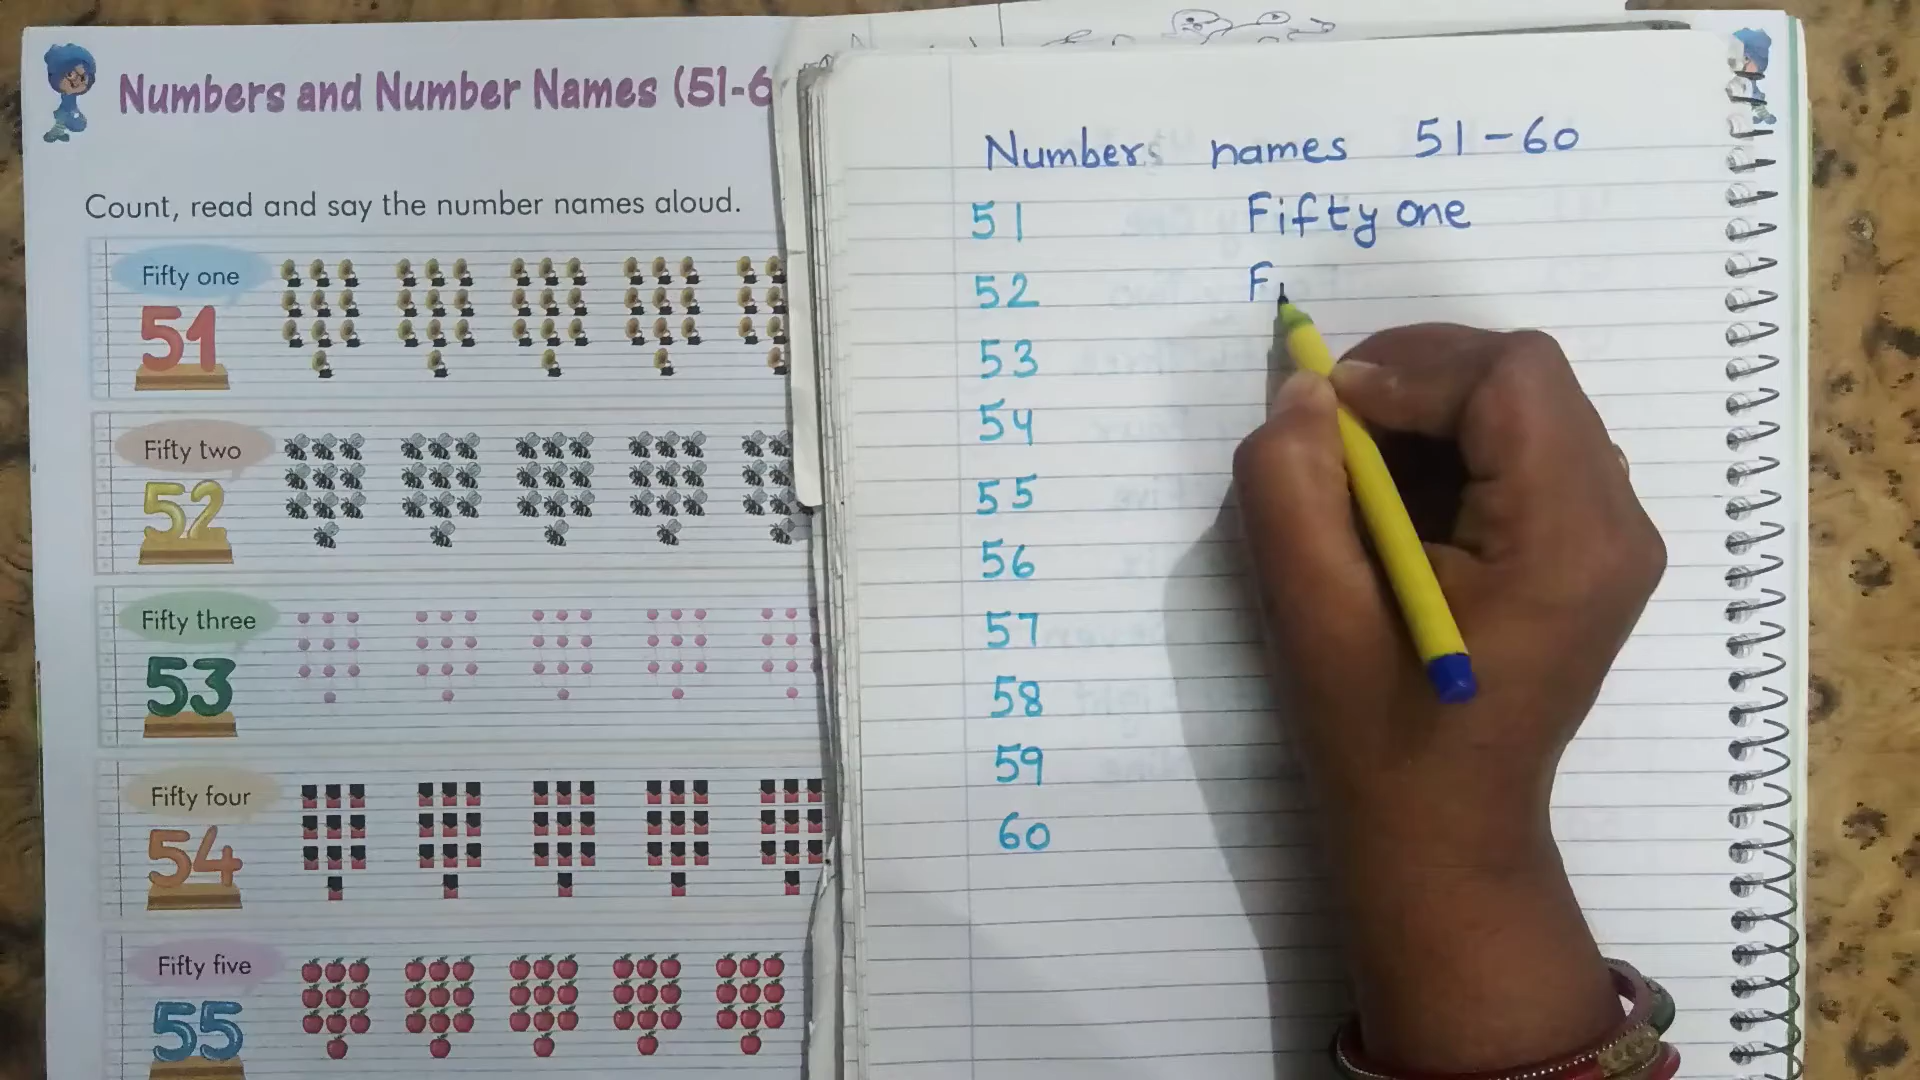 Numbers and Number Names (51-6
Count, read and say the number names aloud.
Fifty one
51
Fifty two
52
Fifty three
53
Fifty four
54
Fifty five
55
Numbers names 51-60
51 Fifty one
52 Fi
53
54
55
56
57
58
59
60